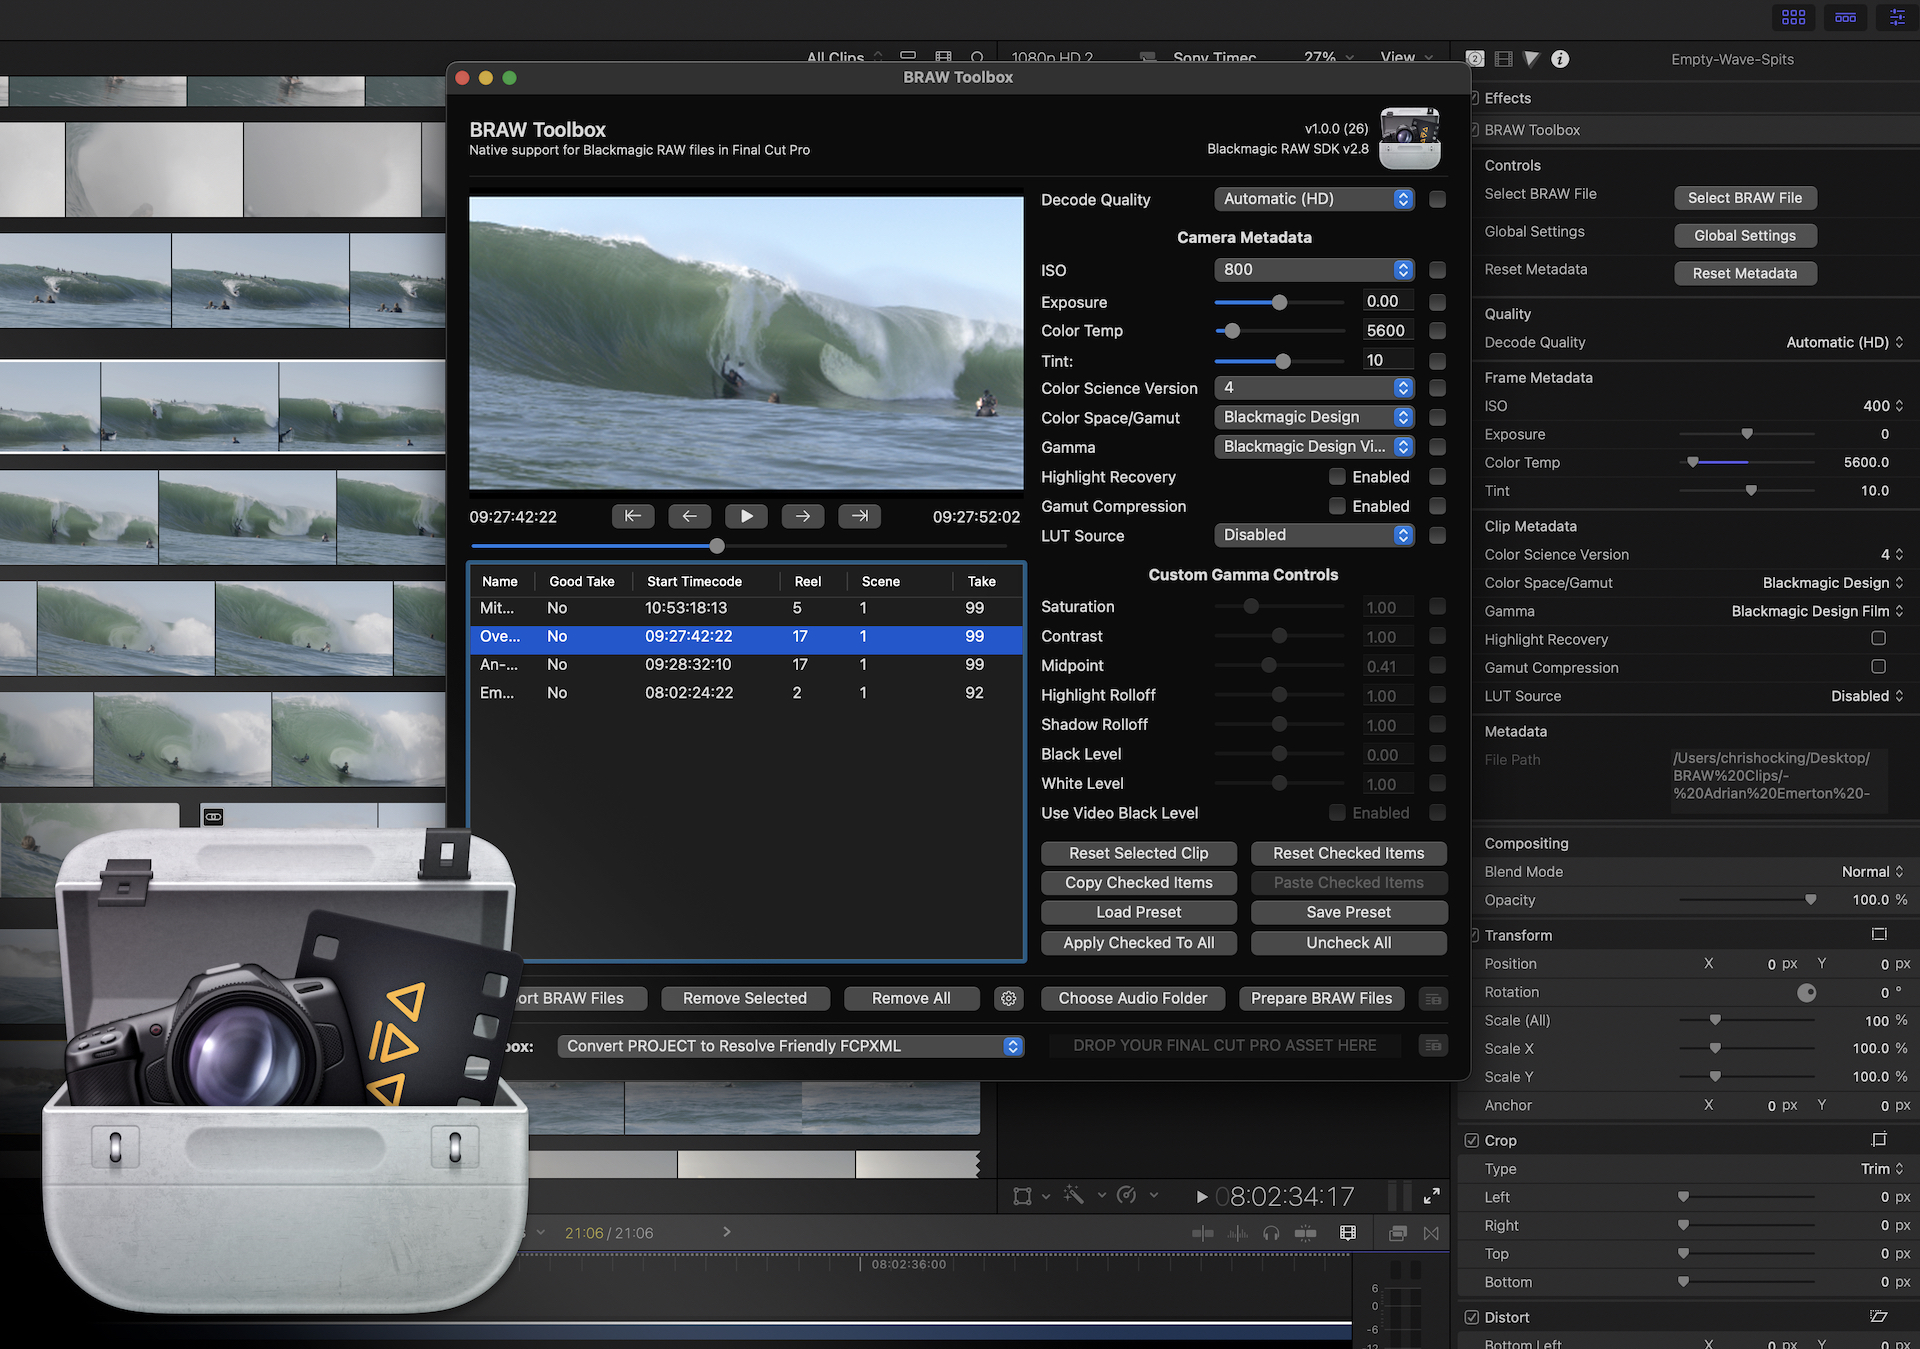 All Clips
1080p HD 2
Sony Timec
27%
View
Empty-Wave-Spits
BRAW Toolbox
BRAW Toolbox
Native support for Blackmagic RAW files in Final Cut Pro
v1.0.0 (26)
Blackmagic RAW SDK v2.8
Decode Quality Automatic (HD)
Camera Metadata
ISO 800
Exposure 0.00
Color Temp 5600
Tint: 10
Color Science Version 4
Color Space/Gamut Blackmagic Design
Gamma Blackmagic Design Vi...
Highlight Recovery Enabled
Gamut Compression Enabled
LUT Source Disabled
09:27:42:22 09:27:52:02
Name Good Take Start Timecode Reel Scene Take
Mit... No 10:53:18:13 5 1 99
Ove... No 09:27:42:22 17 1 99
An-... No 09:28:32:10 17 1 99
Em... No 08:02:24:22 2 1 92
Custom Gamma Controls
Saturation 1.00
Contrast 1.00
Midpoint 0.41
Highlight Rolloff 1.00
Shadow Rolloff 1.00
Black Level 0.00
White Level 1.00
Use Video Black Level Enabled
Reset Selected Clip Reset Checked Items
Copy Checked Items Paste Checked Items
Load Preset Save Preset
Apply Checked To All Uncheck All
ort BRAW Files Remove Selected Remove All Choose Audio Folder Prepare BRAW Files
box: Convert PROJECT to Resolve Friendly FCPXML DROP YOUR FINAL CUT PRO ASSET HERE
08:02:34:17
21:06 / 21:06
08:02:36:00
6
0
-6
Effects
BRAW Toolbox
Controls
Select BRAW File Select BRAW File
Global Settings Global Settings
Reset Metadata Reset Metadata
Quality
Decode Quality Automatic (HD)
Frame Metadata
ISO 400
Exposure 0
Color Temp 5600.0
Tint 10.0
Clip Metadata
Color Science Version 4
Color Space/Gamut Blackmagic Design
Gamma Blackmagic Design Film
Highlight Recovery
Gamut Compression
LUT Source Disabled
Metadata
File Path /Users/chrishocking/Desktop/
BRAW%20Clips/-
%20Adrian%20Emerton%20-
Compositing
Blend Mode Normal
Opacity 100.0 %
Transform
Position X 0 px Y 0 px
Rotation 0 °
Scale (All) 100 %
Scale X 100.0 %
Scale Y 100.0 %
Anchor X 0 px Y 0 px
Crop
Type Trim
Left 0 px
Right 0 px
Top 0 px
Bottom 0 px
Distort
Bottom Left X 0 px Y 0 px